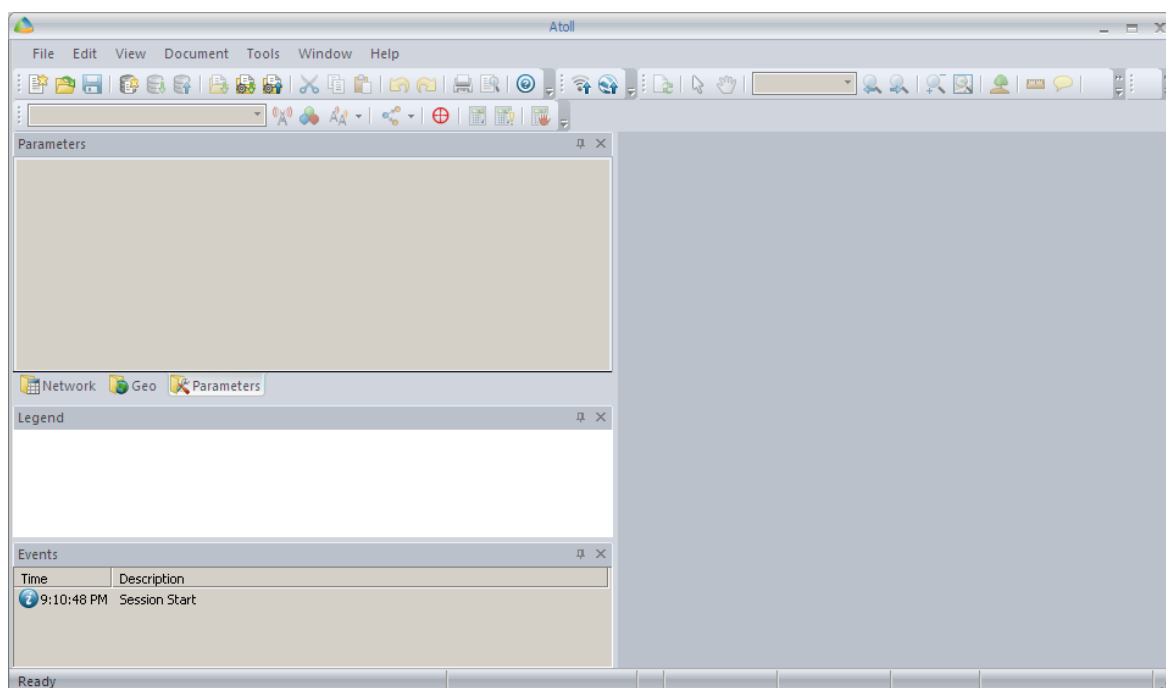 Atoll
File Edit View Document Tools Window Help
Parameters
Network Geo Parameters
Legend
Events
Time Description
9:10:48 PM Session Start
Ready